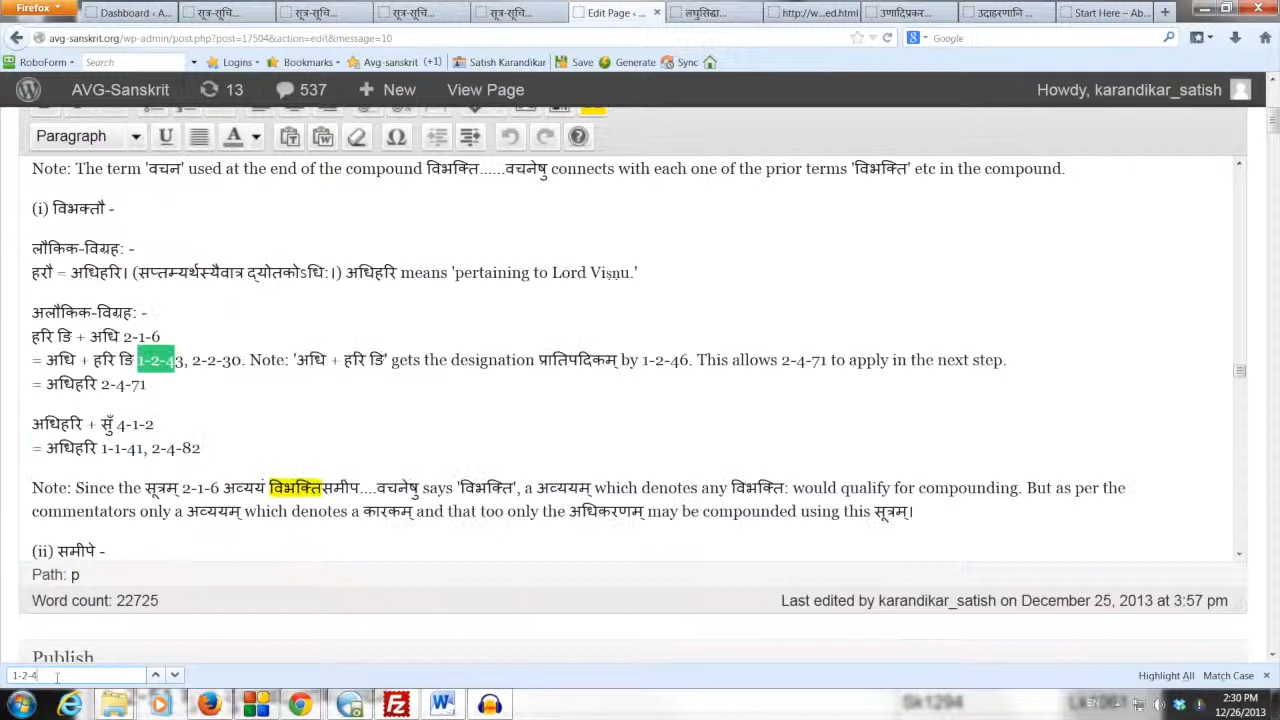 Firefox
Dashboard ‹ A...
सूत्र-सूचि...
सूत्र-सूचि...
सूत्र-सूचि...
सूत्र-सूचि...
Edit Page ‹ ...
लघुसिद्धा...
http://w...ed.html
उणादिप्रकर...
उदाहरणानि ...
Start Here – Ab...
avg-sanskrit.org/wp-admin/post.php?post=17504&action=edit&message=10
Google
RoboForm Search Logins Bookmarks Avg-sanskrit (+1) Satish Karandikar Save Generate Sync
AVG-Sanskrit 13 537 New View Page Howdy, karandikar_satish
Paragraph
Note: The term 'वचन' used at the end of the compound विभक्ति......वचनेषु connects with each one of the prior terms 'विभक्ति' etc in the compound.
(i) विभक्तौ -
लौकिक-विग्रह: -
हरौ = अधिहरि। (सप्तम्यर्थस्यैवात्र द्योतकोऽधि:।) अधिहरि means 'pertaining to Lord Viṣṇu.'
अलौकिक-विग्रह: -
हरि ङि + अधि 2-1-6
= अधि + हरि ङि 1-2-43, 2-2-30. Note: 'अधि + हरि ङि' gets the designation प्रातिपदिकम् by 1-2-46. This allows 2-4-71 to apply in the next step.
= अधिहरि 2-4-71
अधिहरि + सुँ 4-1-2
= अधिहरि 1-1-41, 2-4-82
Note: Since the सूत्रम् 2-1-6 अव्ययं विभक्तिसमीप....वचनेषु says 'विभक्ति', a अव्ययम् which denotes any विभक्ति: would qualify for compounding. But as per the
commentators only a अव्ययम् which denotes a कारकम् and that too only the अधिकरणम् may be compounded using this सूत्रम्।
(ii) समीपे -
Path: p
Word count: 22725 Last edited by karandikar_satish on December 25, 2013 at 3:57 pm
Publish
1-2-4 Highlight All Match Case
EN 2:30 PM
12/26/2013